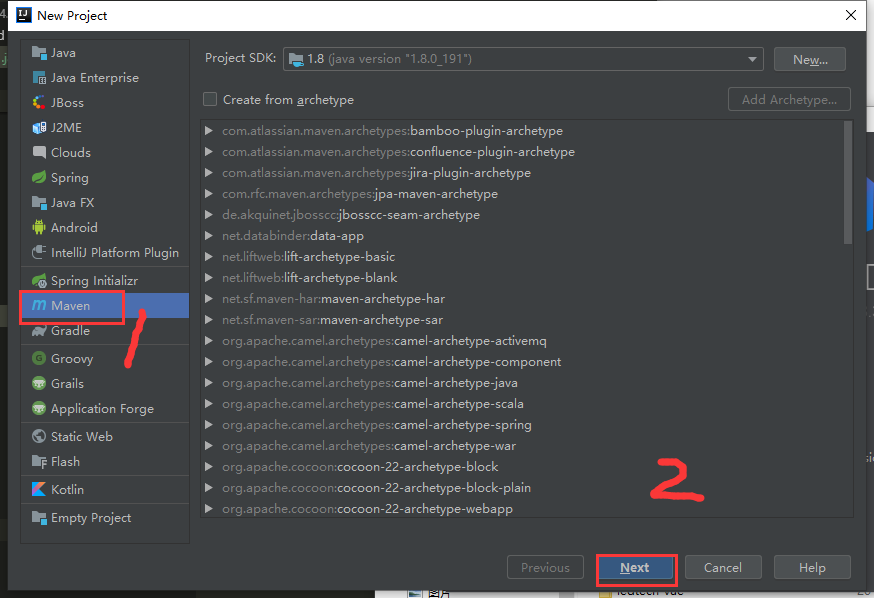 New Project
Java
Java Enterprise
JBoss
J2ME
Clouds
Spring
Java FX
Android
IntelliJ Platform Plugin
Spring Initializr
Maven
Gradle
Groovy
Grails
Application Forge
Static Web
Flash
Kotlin
Empty Project
1
Project SDK: 1.8 (java version "1.8.0_191") New...
Create from archetype Add Archetype...
com.atlassian.maven.archetypes:bamboo-plugin-archetype
com.atlassian.maven.archetypes:confluence-plugin-archetype
com.atlassian.maven.archetypes:jira-plugin-archetype
com.rfc.maven.archetypes:jpa-maven-archetype
de.akquinet.jbosscc:jbosscc-seam-archetype
net.databinder:data-app
net.liftweb:lift-archetype-basic
net.liftweb:lift-archetype-blank
net.sf.maven-har:maven-archetype-har
net.sf.maven-sar:maven-archetype-sar
org.apache.camel.archetypes:camel-archetype-activemq
org.apache.camel.archetypes:camel-archetype-component
org.apache.camel.archetypes:camel-archetype-java
org.apache.camel.archetypes:camel-archetype-scala
org.apache.camel.archetypes:camel-archetype-spring
org.apache.camel.archetypes:camel-archetype-war
org.apache.cocoon:cocoon-22-archetype-block
org.apache.cocoon:cocoon-22-archetype-block-plain
org.apache.cocoon:cocoon-22-archetype-webapp
2
Previous Next Cancel Help